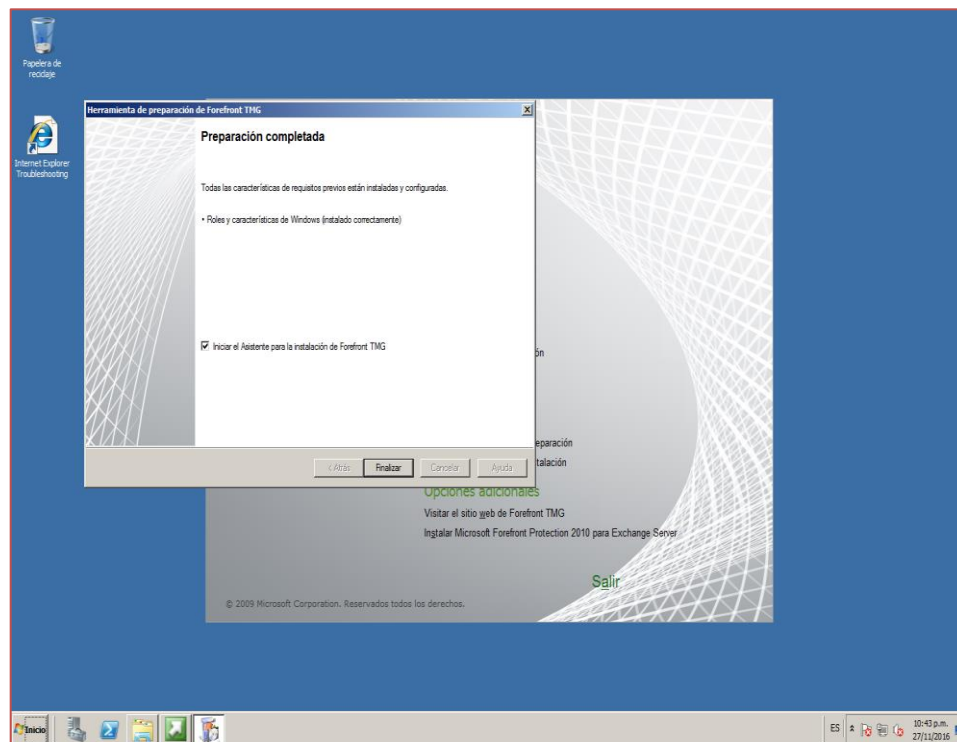 Papelera de
reciclaje
Internet Explorer
Troubleshooting
Herramienta de preparación de Forefront TMG
Preparación completada
Todas las características de requisitos previos están instaladas y configuradas.
• Roles y características de Windows (instalado correctamente)
Iniciar el Asistente para la instalación de Forefront TMG
< Atrás
Finalizar
Cancelar
Ayuda
ón
eparación
talación
Opciones adicionales
Visitar el sitio web de Forefront TMG
Instalar Microsoft Forefront Protection 2010 para Exchange Server
Salir
© 2009 Microsoft Corporation. Reservados todos los derechos.
Inicio
ES
10:43 p.m.
27/11/2016